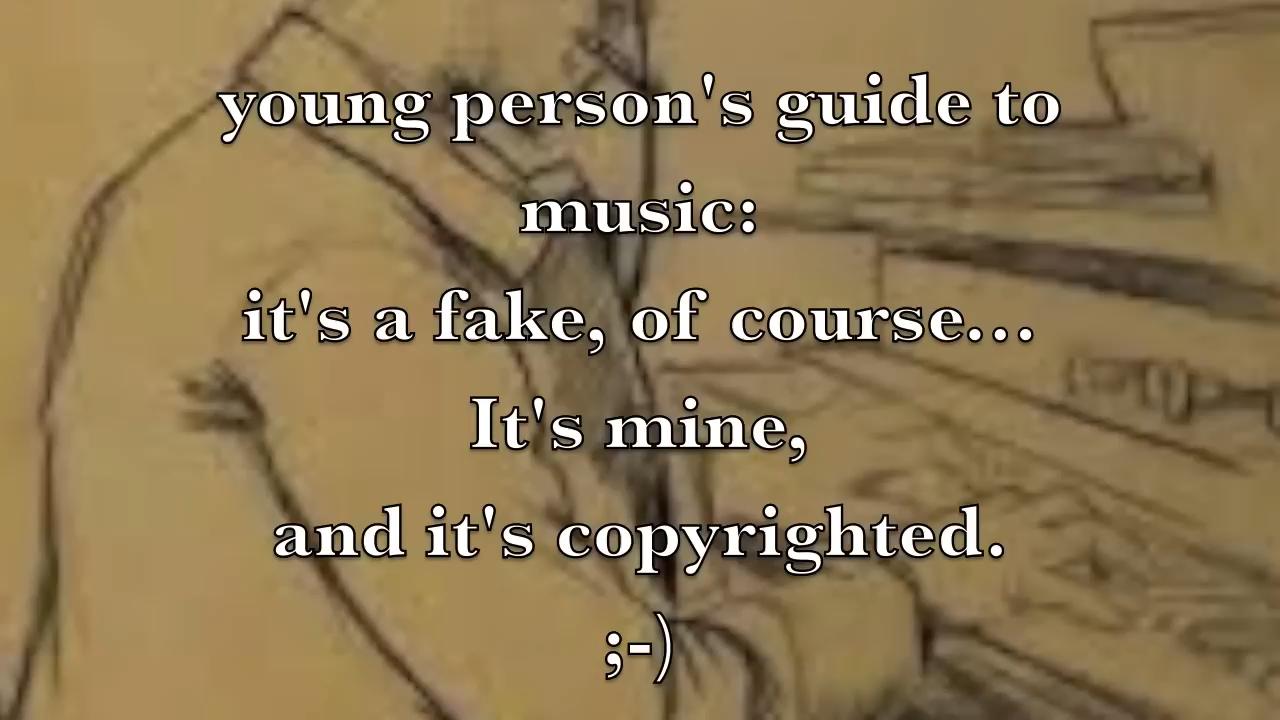 young person's guide to
music:
it's a fake, of course...
It's mine,
and it's copyrighted.
;-)